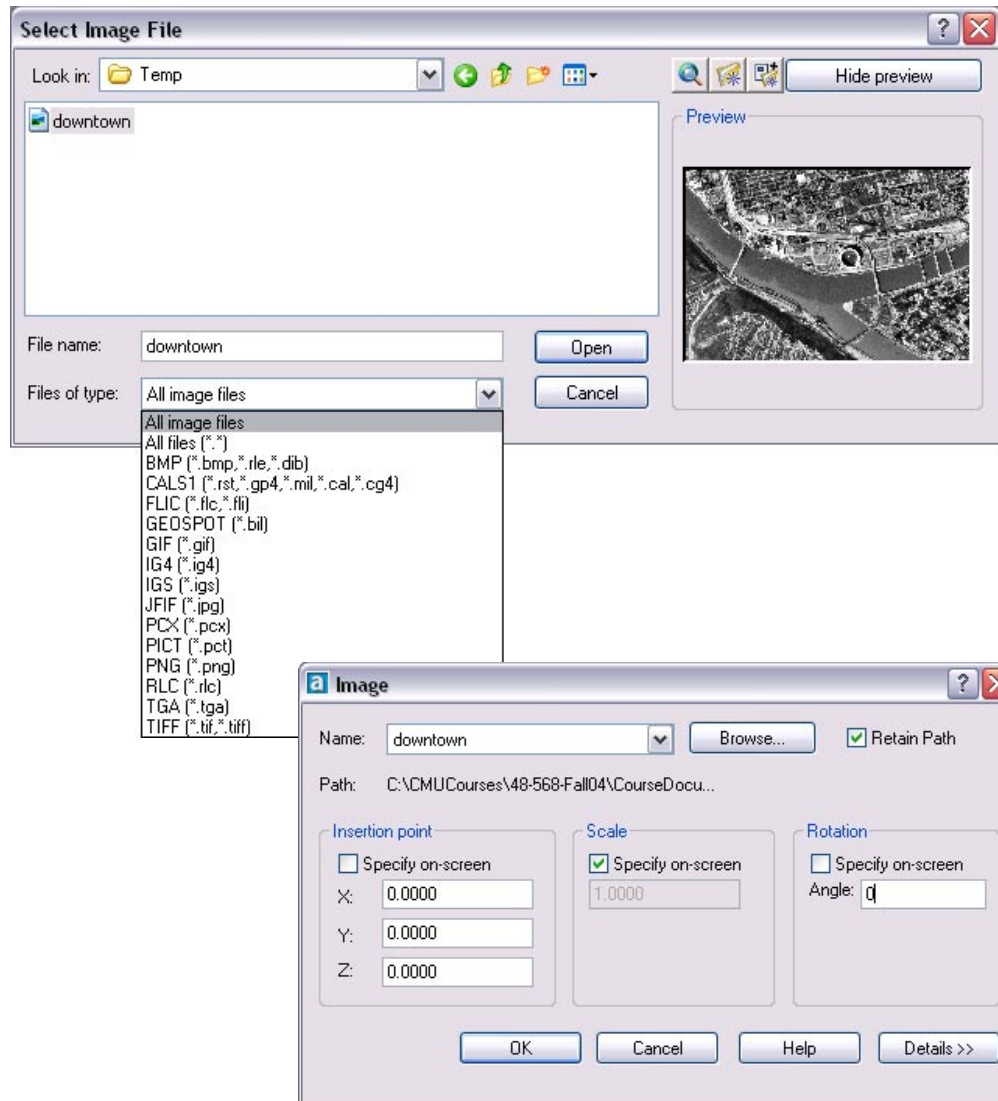 Select Image File
Look in: Temp
Hide preview
downtown
Preview
File name: downtown
Open
Files of type: All image files
Cancel
All image files
All files (*.*)
BMP (*.bmp,*.rle,*.dib)
CALS1 (*.rst,*.gp4,*.mil,*.cal,*.cg4)
FLIC (*.flc,*.fli)
GEOSPOT (*.bil)
GIF (*.gif)
IG4 (*.ig4)
IGS (*.igs)
JFIF (*.jpg)
PCX (*.pcx)
PICT (*.pct)
PNG (*.png)
RLC (*.rlc)
TGA (*.tga)
TIFF (*.tif,*.tiff)
a Image
Name: downtown Browse... Retain Path
Path: C:\CMUCourses\48-568-Fall04\CourseDocu...
Insertion point
Specify on-screen
X: 0.0000
Y: 0.0000
Z: 0.0000
Scale
Specify on-screen
1.0000
Rotation
Specify on-screen
Angle: 0
OK Cancel Help Details >>